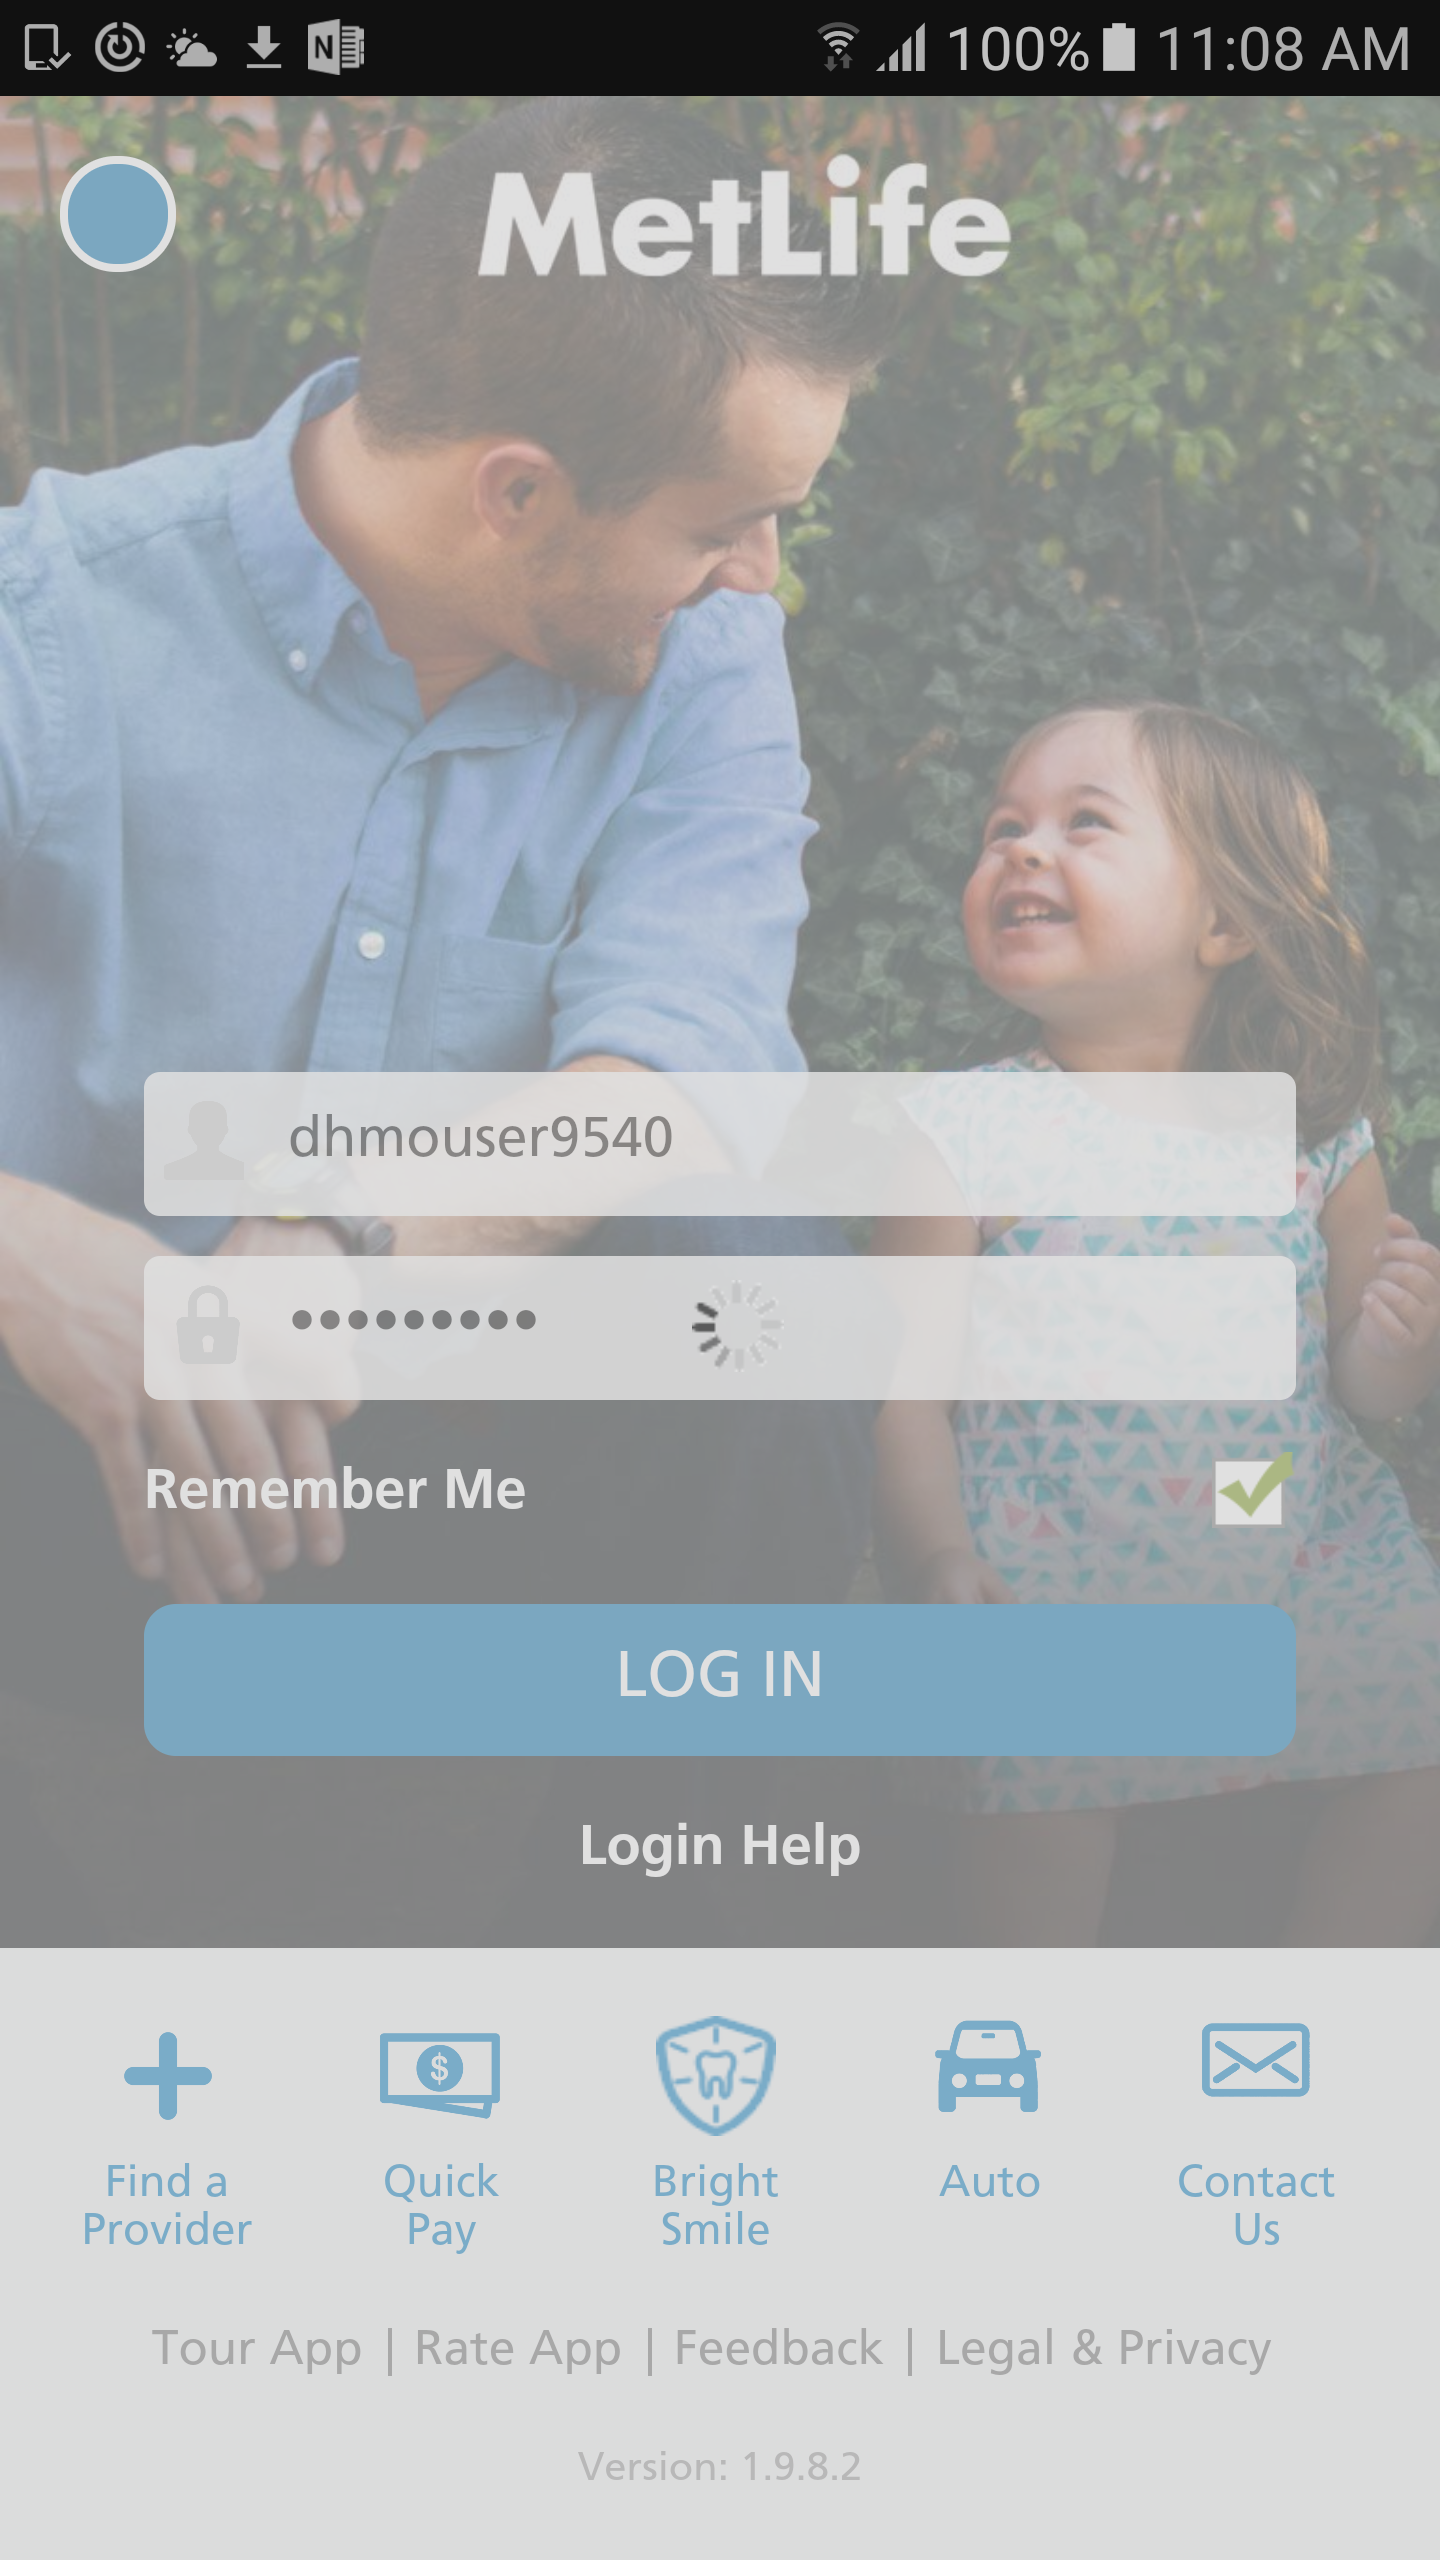 100% 11:08 AM
MetLife
dhmouser9540
•••••••••
Remember Me
LOG IN
Login Help
Find a Provider
Quick Pay
Bright Smile
Auto
Contact Us
Tour App | Rate App | Feedback | Legal & Privacy
Version: 1.9.8.2